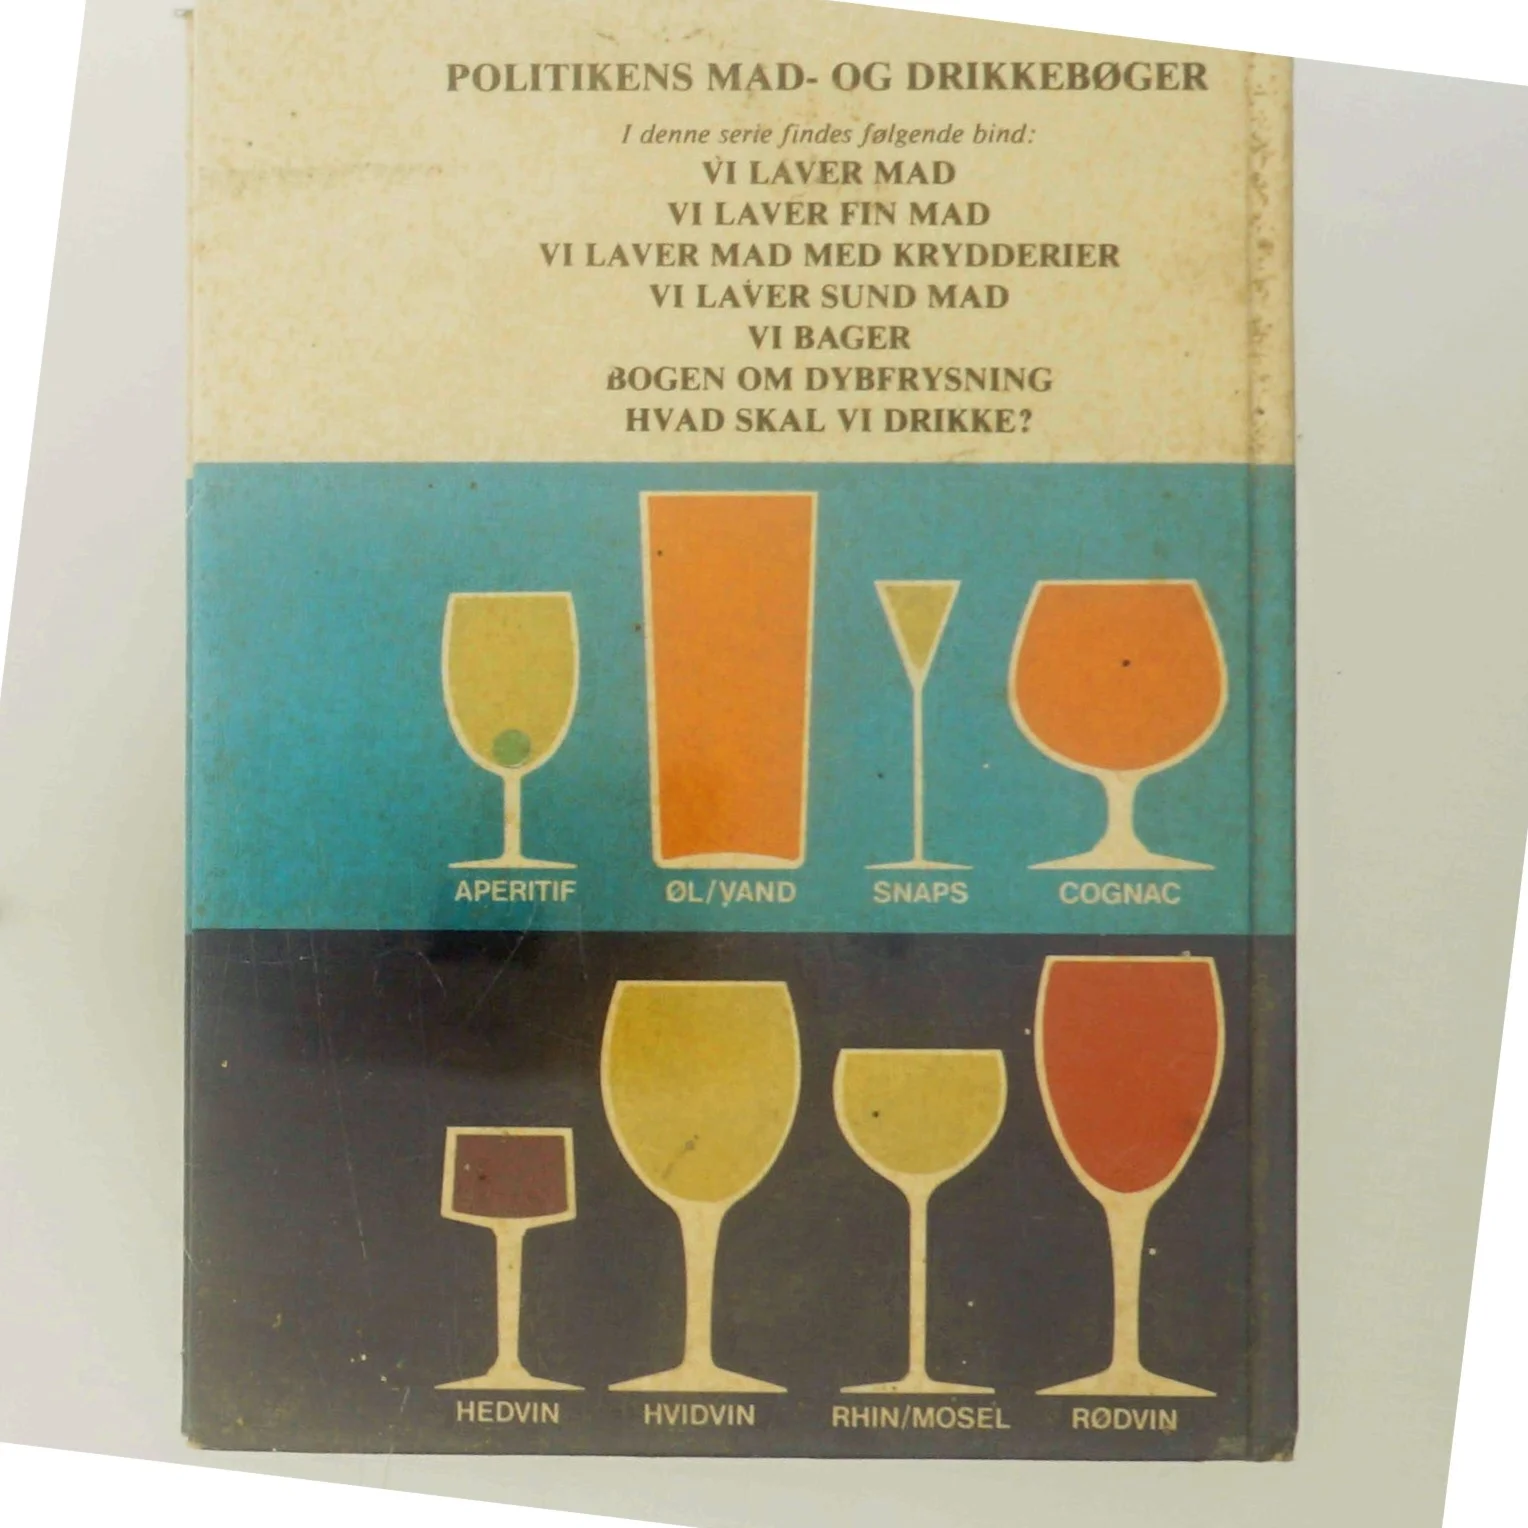 POLITIKENS MAD- OG DRIKKEBØGER
I denne serie findes følgende bind:
VI LAVER MAD
VI LAVER FIN MAD
VI LAVER MAD MED KRYDDERIER
VI LAVER SUND MAD
VI BAGER
BOGEN OM DYBFRYSNING
HVAD SKAL VI DRIKKE?
APERITIF ØL/VAND SNAPS COGNAC
HEDVIN HVIDVIN RHIN/MOSEL RØDVIN